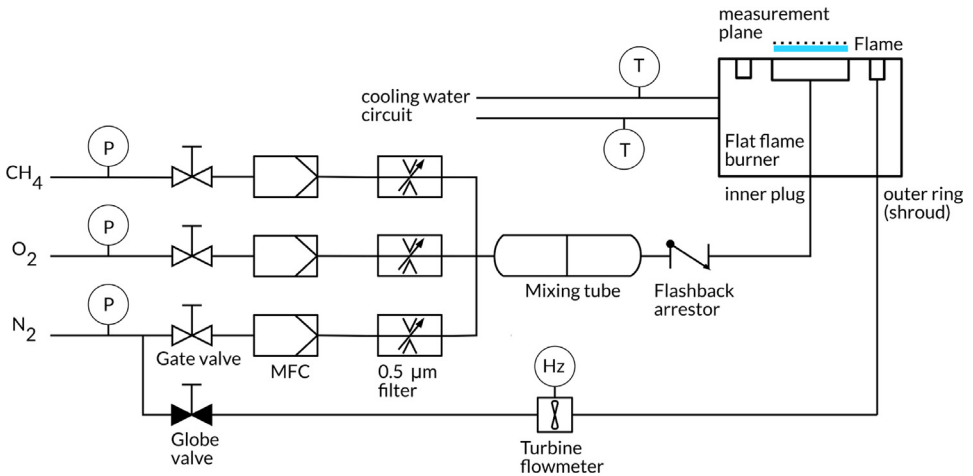 measurement
plane
Flame
T
cooling water
circuit
T
Flat flame
burner
P
CH4
inner plug
outer ring
(shroud)
P
O2
Mixing tube
Flashback
arrestor
P
N2
Gate valve
MFC
0.5 µm
filter
Hz
Globe
valve
Turbine
flowmeter